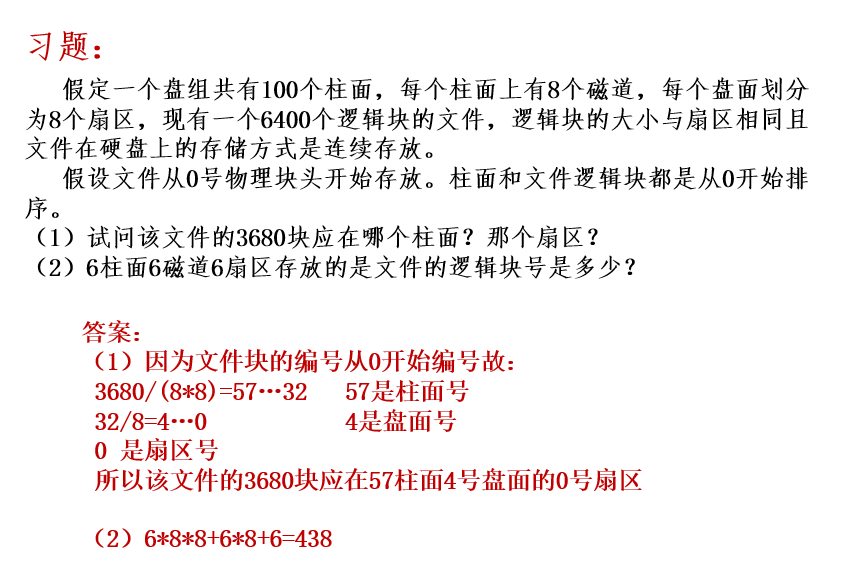 习题：
假定一个盘组共有100个柱面，每个柱面上有8个磁道，每个盘面划分
为8个扇区，现有一个6400个逻辑块的文件，逻辑块的大小与扇区相同且
文件在硬盘上的存储方式是连续存放。
假设文件从0号物理块头开始存放。柱面和文件逻辑块都是从0开始排
序。
（1）试问该文件的3680块应在哪个柱面？那个扇区？
（2）6柱面6磁道6扇区存放的是文件的逻辑块号是多少？
答案：
（1）因为文件块的编号从0开始编号故：
3680/(8*8)=57…32 57是柱面号
32/8=4…0 4是盘面号
0 是扇区号
所以该文件的3680块应在57柱面4号盘面的0号扇区
（2）6*8*8+6*8+6=438